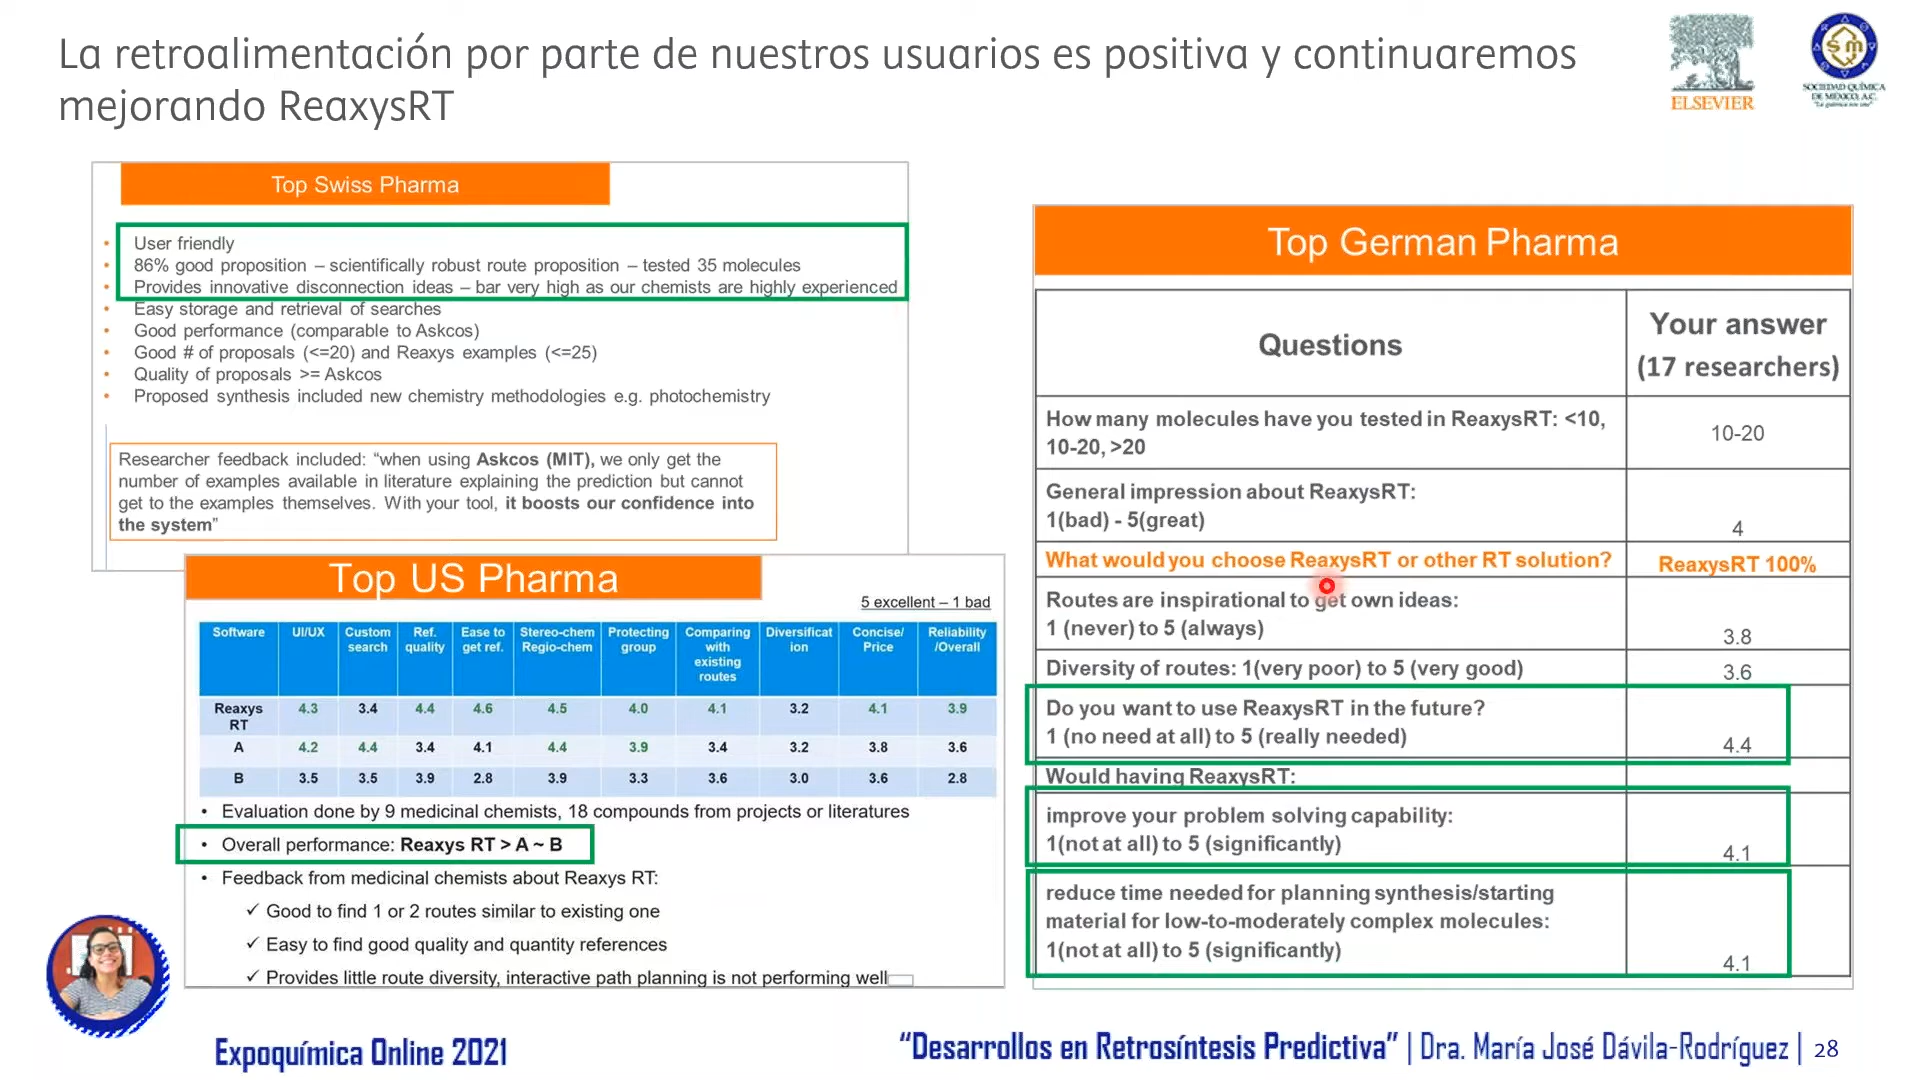 La retroalimentación por parte de nuestros usuarios es positiva y continuaremos
mejorando ReaxysRT
ELSEVIER
SOCIEDAD QUÍMICA
DE MÉXICO, A.C.
"La química nos une"
Top Swiss Pharma
• User friendly
• 86% good proposition – scientifically robust route proposition – tested 35 molecules
• Provides innovative disconnection ideas – bar very high as our chemists are highly experienced
• Easy storage and retrieval of searches
• Good performance (comparable to Askcos)
• Good # of proposals (<=20) and Reaxys examples (<=25)
• Quality of proposals >= Askcos
• Proposed synthesis included new chemistry methodologies e.g. photochemistry
Researcher feedback included: “when using Askcos (MIT), we only get the
number of examples available in literature explaining the prediction but cannot
get to the examples themselves. With your tool, it boosts our confidence into
the system”
Top US Pharma
5 excellent – 1 bad
Software UI/UX Custom search Ref. quality Ease to get ref. Stereo-chem Regio-chem Protecting group Comparing with existing routes Diversificat ion Concise/ Price Reliability /Overall
Reaxys RT 4.3 3.4 4.4 4.6 4.5 4.0 4.1 3.2 4.1 3.9
A 4.2 4.4 3.4 4.1 4.4 3.9 3.4 3.2 3.8 3.6
B 3.5 3.5 3.9 2.8 3.9 3.3 3.6 3.0 3.6 2.8
• Evaluation done by 9 medicinal chemists, 18 compounds from projects or literatures
• Overall performance: Reaxys RT > A ~ B
• Feedback from medicinal chemists about Reaxys RT:
✓ Good to find 1 or 2 routes similar to existing one
✓ Easy to find good quality and quantity references
✓ Provides little route diversity, interactive path planning is not performing well
Top German Pharma
Questions
Your answer
(17 researchers)
How many molecules have you tested in ReaxysRT: <10,
10-20, >20
10-20
General impression about ReaxysRT:
1(bad) - 5(great)
4
What would you choose ReaxysRT or other RT solution?
ReaxysRT 100%
Routes are inspirational to get own ideas:
1 (never) to 5 (always)
3.8
Diversity of routes: 1(very poor) to 5 (very good)
3.6
Do you want to use ReaxysRT in the future?
1 (no need at all) to 5 (really needed)
4.4
Would having ReaxysRT:
improve your problem solving capability:
1(not at all) to 5 (significantly)
4.1
reduce time needed for planning synthesis/starting
material for low-to-moderately complex molecules:
1(not at all) to 5 (significantly)
4.1
Expoquímica Online 2021
“Desarrollos en Retrosíntesis Predictiva” | Dra. María José Dávila-Rodríguez | 28